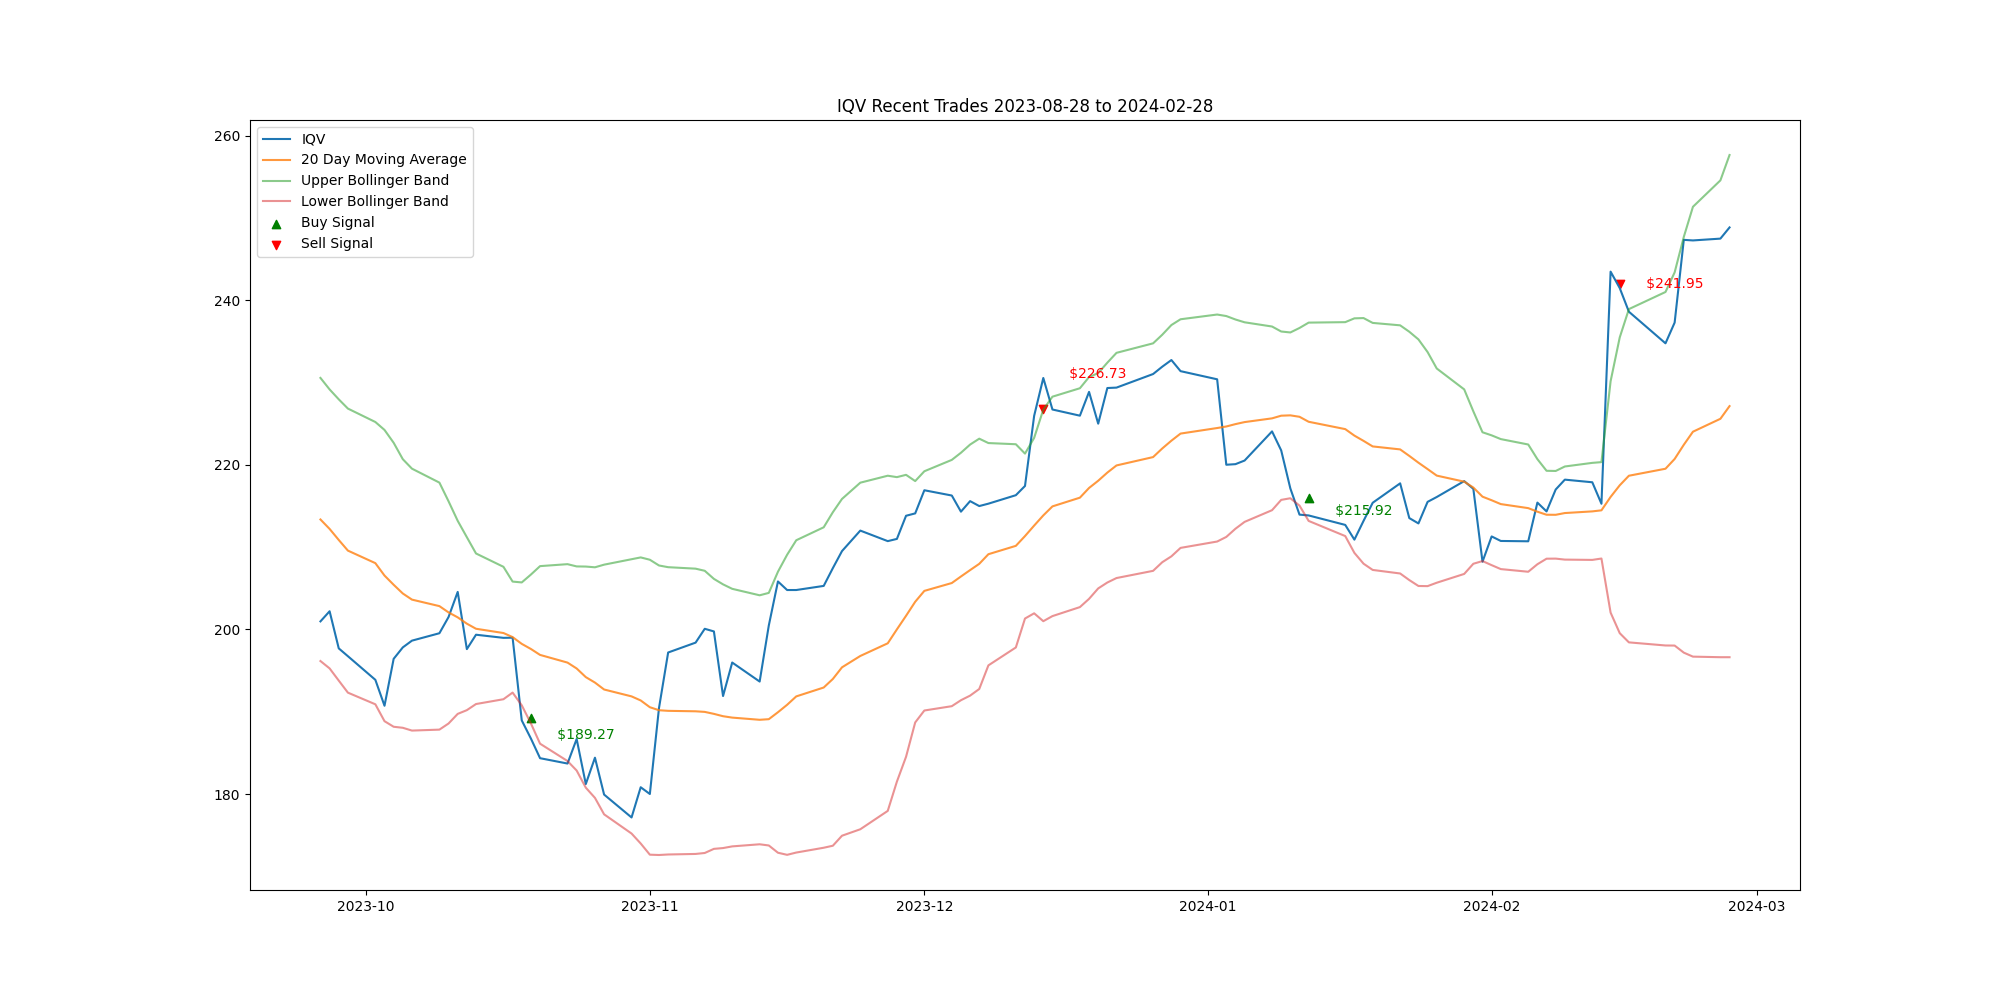 IQV Recent Trades 2023-08-28 to 2024-02-28
260
240
220
200
180
IQV
20 Day Moving Average
Upper Bollinger Band
Lower Bollinger Band
Buy Signal
Sell Signal
$241.95
$226.73
$215.92
$189.27
2023-10
2023-11
2023-12
2024-01
2024-02
2024-03